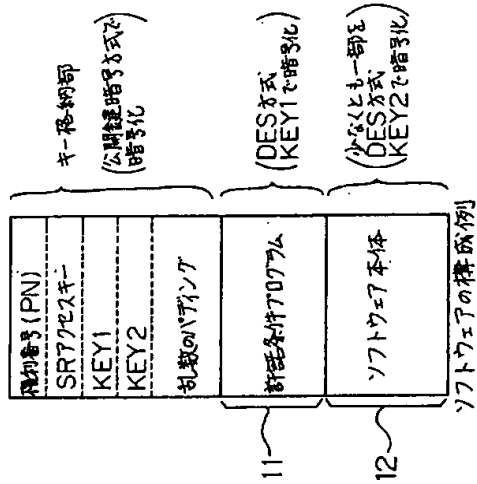 種別番号(PN)
SRアクセスキー
KEY1
KEY2
乱数のパディング
キー格納部
(公開鍵暗号方式で
暗号化)
11
許諾条件プログラム
(DES方式
KEY1で暗号化)
12
ソフトウェア本体
(少なくとも一部を
DES方式
KEY2で暗号化)
ソフトウェアの構成例